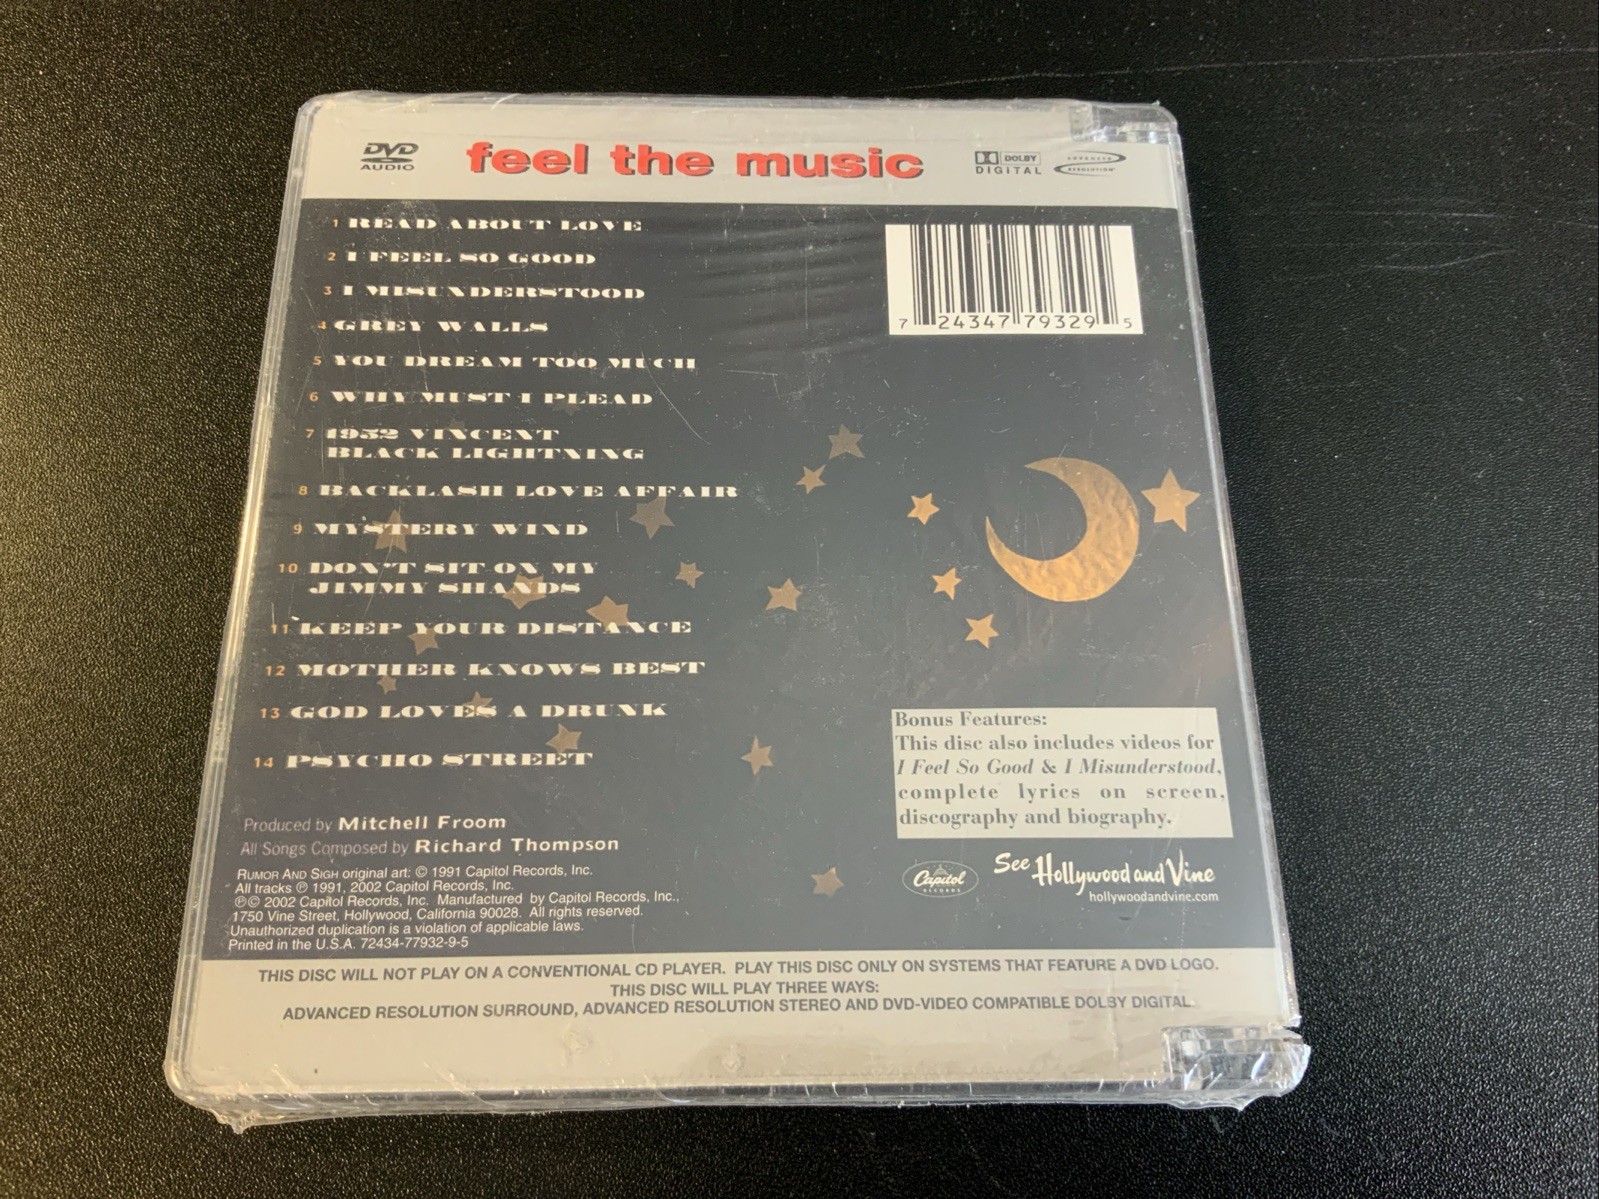 DVD
AUDIO
feel the music
DOLBY
DIGITAL
ADVANCED
RESOLUTION
1 READ ABOUT LOVE
2 I FEEL SO GOOD
3 I MISUNDERSTOOD
4 GREY WALLS
5 YOU DREAM TOO MUCH
6 WHY MUST I PLEAD
7 1952 VINCENT
BLACK LIGHTNING
8 BACKLASH LOVE AFFAIR
9 MYSTERY WIND
10 DON'T SIT ON MY
JIMMY SHANDS
11 KEEP YOUR DISTANCE
12 MOTHER KNOWS BEST
13 GOD LOVES A DRUNK
14 PSYCHO STREET
7 24347 79329 5
Bonus Features:
This disc also includes videos for
I Feel So Good & I Misunderstood,
complete lyrics on screen,
discography and biography.
Produced by Mitchell Froom
All Songs Composed by Richard Thompson
RUMOR AND SIGH original art: © 1991 Capitol Records, Inc.
All tracks ℗ 1991, 2002 Capitol Records, Inc.
℗© 2002 Capitol Records, Inc. Manufactured by Capitol Records, Inc.,
1750 Vine Street, Hollywood, California 90028. All rights reserved.
Unauthorized duplication is a violation of applicable laws.
Printed in the U.S.A. 72434-77932-9-5
Capitol
RECORDS
See Hollywood and Vine
hollywoodandvine.com
THIS DISC WILL NOT PLAY ON A CONVENTIONAL CD PLAYER. PLAY THIS DISC ONLY ON SYSTEMS THAT FEATURE A DVD LOGO.
THIS DISC WILL PLAY THREE WAYS:
ADVANCED RESOLUTION SURROUND, ADVANCED RESOLUTION STEREO AND DVD-VIDEO COMPATIBLE DOLBY DIGITAL.